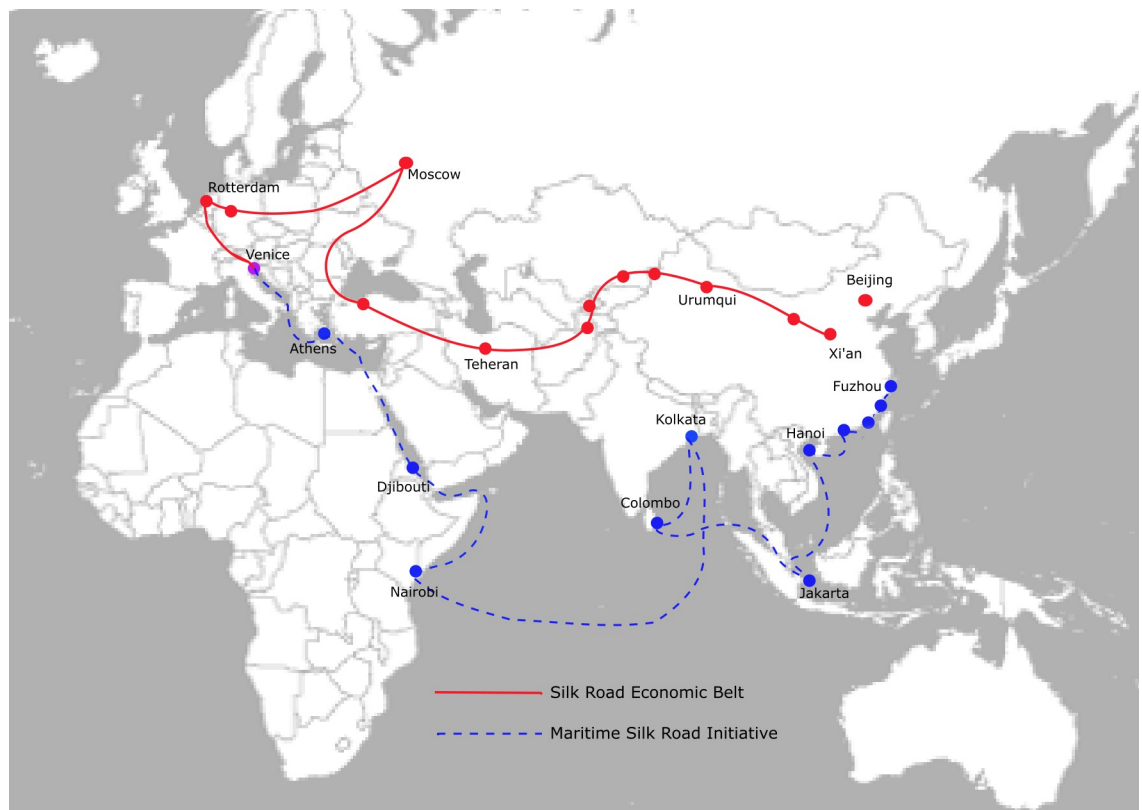 Moscow
Rotterdam
Venice
Beijing
Urumqui
Athens
Xi'an
Teheran
Fuzhou
Kolkata
Hanoi
Djibouti
Colombo
Nairobi
Jakarta
Silk Road Economic Belt
Maritime Silk Road Initiative